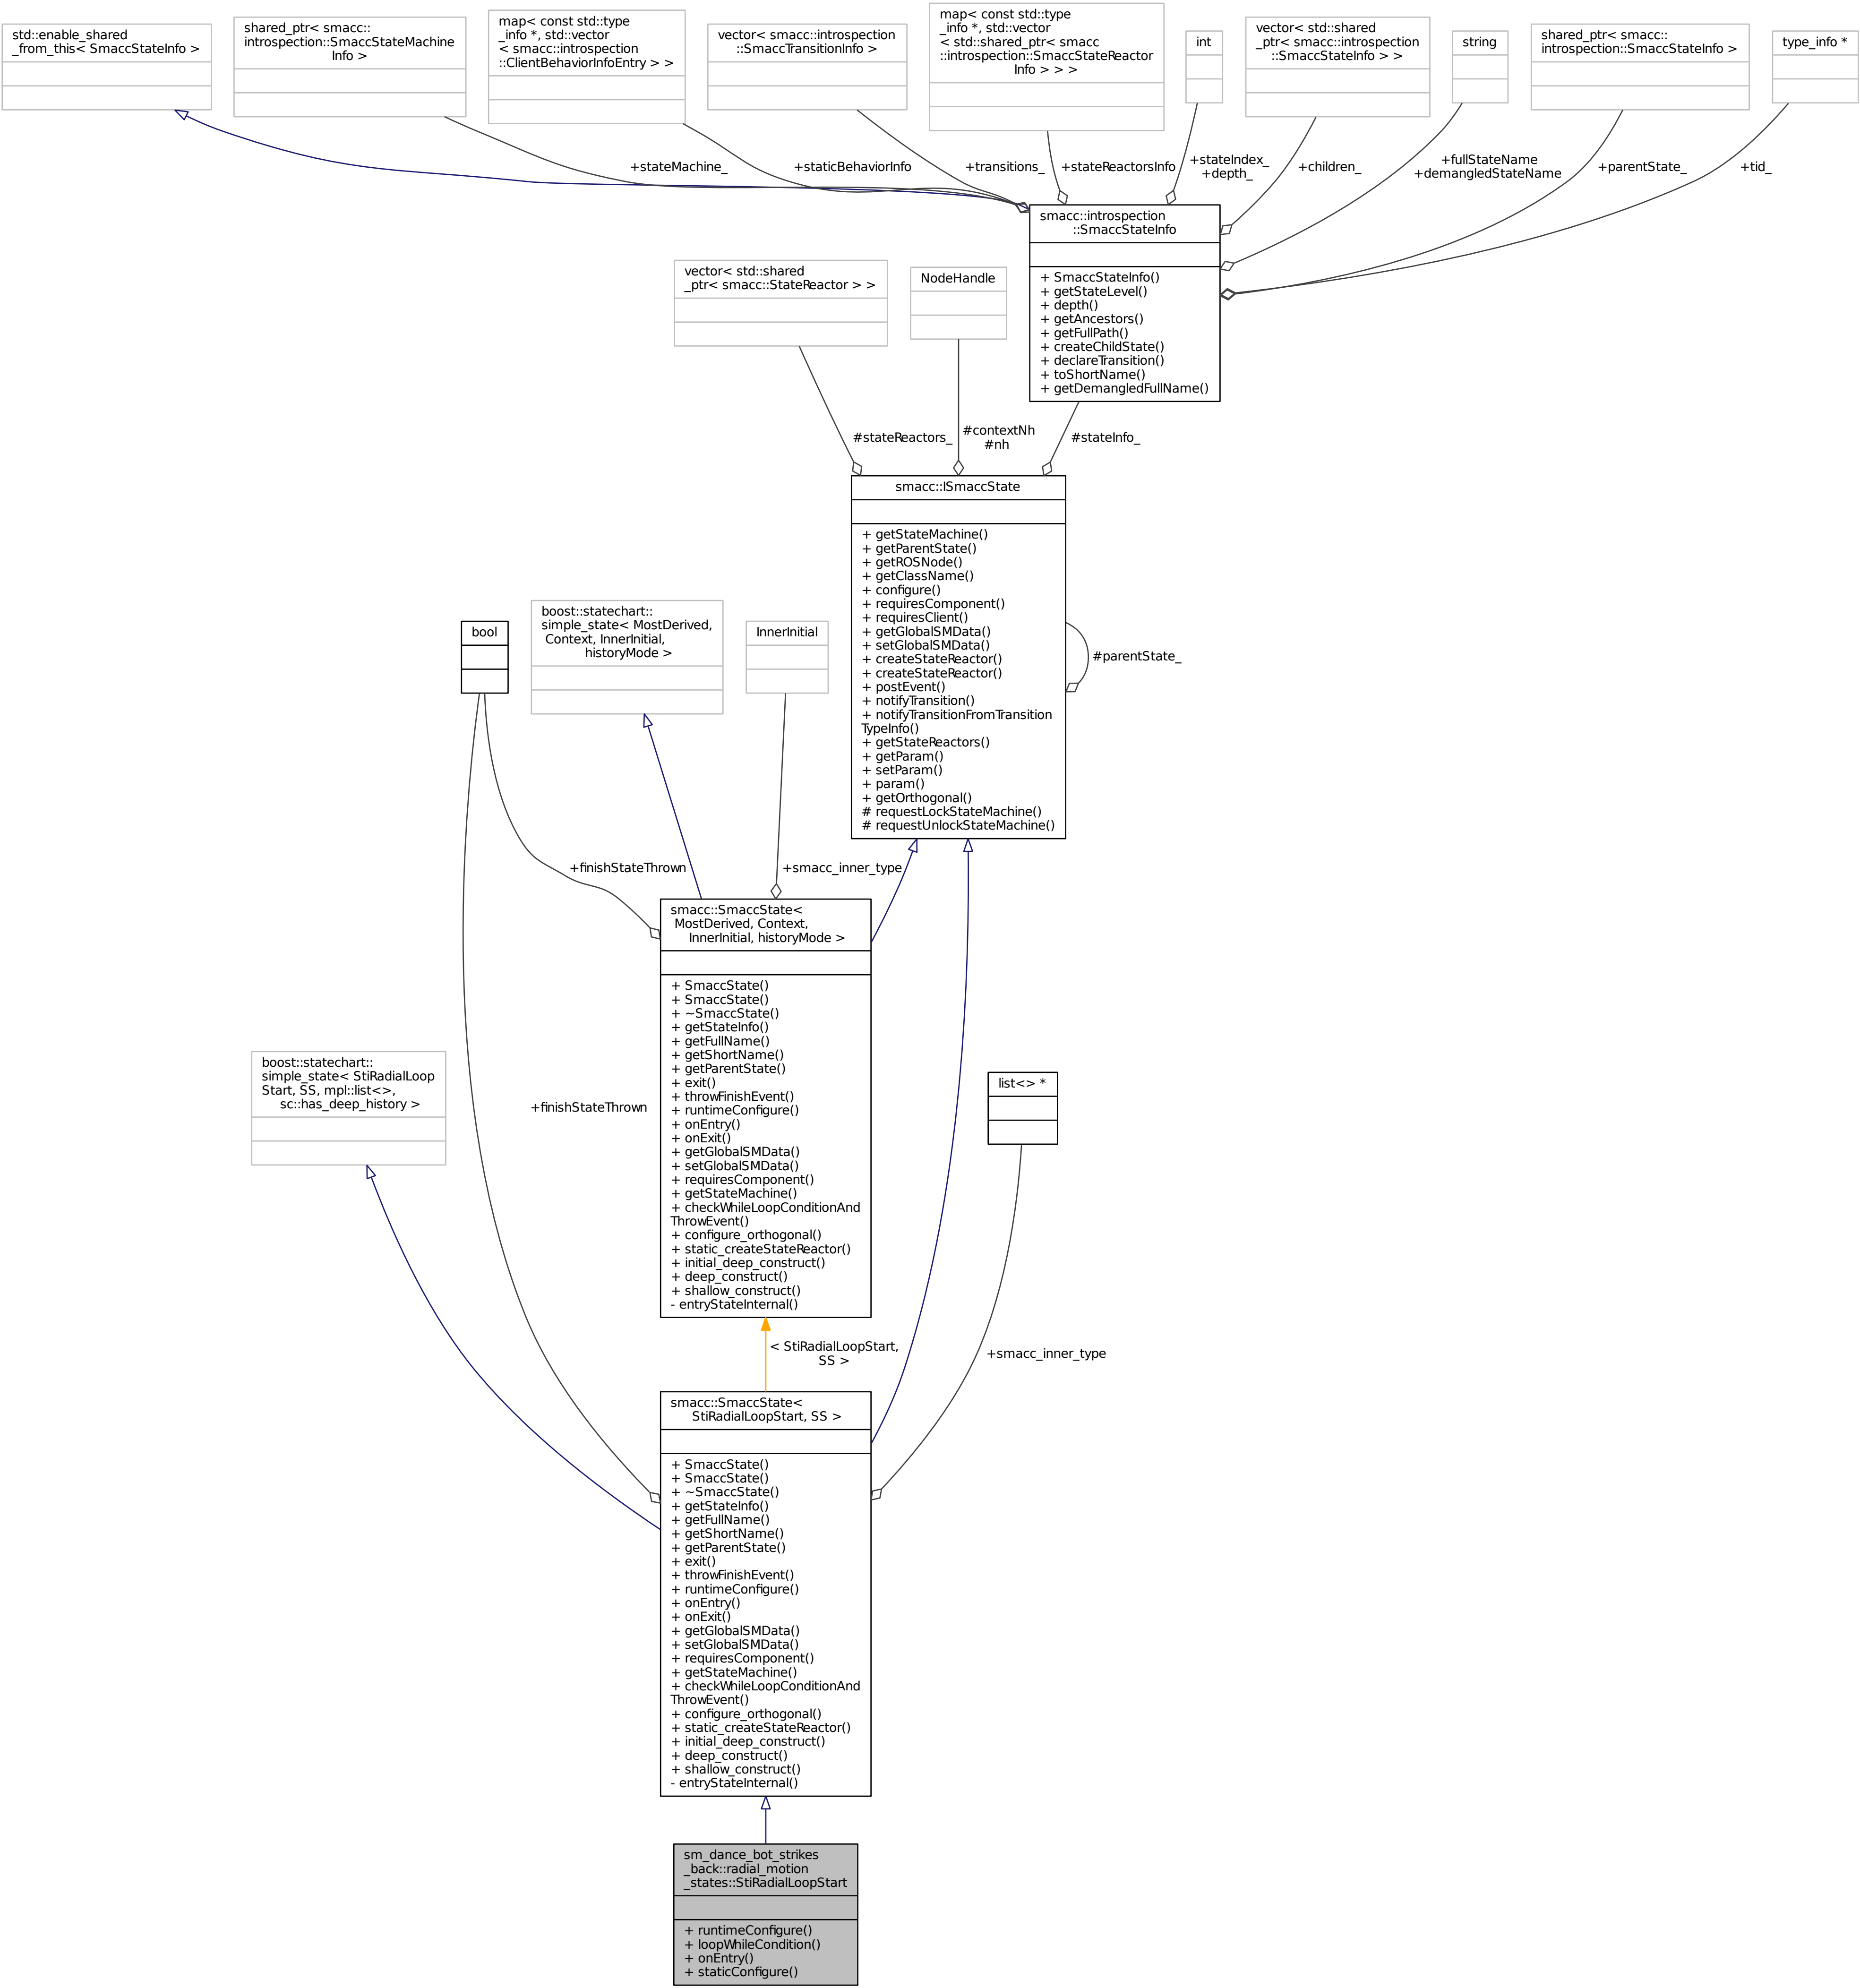 std::enable_shared
_from_this< SmaccStateInfo >
shared_ptr< smacc::
introspection::SmaccStateMachine
Info >
map< const std::type
_info *, std::vector
< smacc::introspection
::ClientBehaviorInfoEntry > >
vector< smacc::introspection
::SmaccTransitionInfo >
map< const std::type
_info *, std::vector
< std::shared_ptr< smacc
::introspection::SmaccStateReactor
Info > > >
int
vector< std::shared
_ptr< smacc::introspection
::SmaccStateInfo > >
string
shared_ptr< smacc::
introspection::SmaccStateInfo >
type_info *
+stateMachine_
+staticBehaviorInfo
+transitions_
+stateReactorsInfo
+stateIndex_
+depth_
+children_
+fullStateName
+demangledStateName
+parentState_
+tid_
smacc::introspection
::SmaccStateInfo
+ SmaccStateInfo()
+ getStateLevel()
+ depth()
+ getAncestors()
+ getFullPath()
+ createChildState()
+ declareTransition()
+ toShortName()
+ getDemangledFullName()
vector< std::shared
_ptr< smacc::StateReactor > >
NodeHandle
#stateReactors_
#contextNh
#nh
#stateInfo_
smacc::ISmaccState
+ getStateMachine()
+ getParentState()
+ getROSNode()
+ getClassName()
+ configure()
+ requiresComponent()
+ requiresClient()
+ getGlobalSMData()
+ setGlobalSMData()
+ createStateReactor()
+ createStateReactor()
+ postEvent()
+ notifyTransition()
+ notifyTransitionFromTransition
TypeInfo()
+ getStateReactors()
+ getParam()
+ setParam()
+ param()
+ getOrthogonal()
# requestLockStateMachine()
# requestUnlockStateMachine()
#parentState_
bool
boost::statechart::
simple_state< MostDerived,
Context, InnerInitial,
historyMode >
InnerInitial
+finishStateThrown
+smacc_inner_type
smacc::SmaccState<
MostDerived, Context,
InnerInitial, historyMode >
+ SmaccState()
+ SmaccState()
+ ~SmaccState()
+ getStateInfo()
+ getFullName()
+ getShortName()
+ getParentState()
+ exit()
+ throwFinishEvent()
+ runtimeConfigure()
+ onEntry()
+ onExit()
+ getGlobalSMData()
+ setGlobalSMData()
+ requiresComponent()
+ getStateMachine()
+ checkWhileLoopConditionAnd
ThrowEvent()
+ configure_orthogonal()
+ static_createStateReactor()
+ initial_deep_construct()
+ deep_construct()
+ shallow_construct()
- entryStateInternal()
boost::statechart::
simple_state< StiRadialLoop
Start, SS, mpl::list<>,
sc::has_deep_history >
+finishStateThrown
list<> *
< StiRadialLoopStart,
SS >
+smacc_inner_type
smacc::SmaccState<
StiRadialLoopStart, SS >
+ SmaccState()
+ SmaccState()
+ ~SmaccState()
+ getStateInfo()
+ getFullName()
+ getShortName()
+ getParentState()
+ exit()
+ throwFinishEvent()
+ runtimeConfigure()
+ onEntry()
+ onExit()
+ getGlobalSMData()
+ setGlobalSMData()
+ requiresComponent()
+ getStateMachine()
+ checkWhileLoopConditionAnd
ThrowEvent()
+ configure_orthogonal()
+ static_createStateReactor()
+ initial_deep_construct()
+ deep_construct()
+ shallow_construct()
- entryStateInternal()
sm_dance_bot_strikes
_back::radial_motion
_states::StiRadialLoopStart
+ runtimeConfigure()
+ loopWhileCondition()
+ onEntry()
+ staticConfigure()